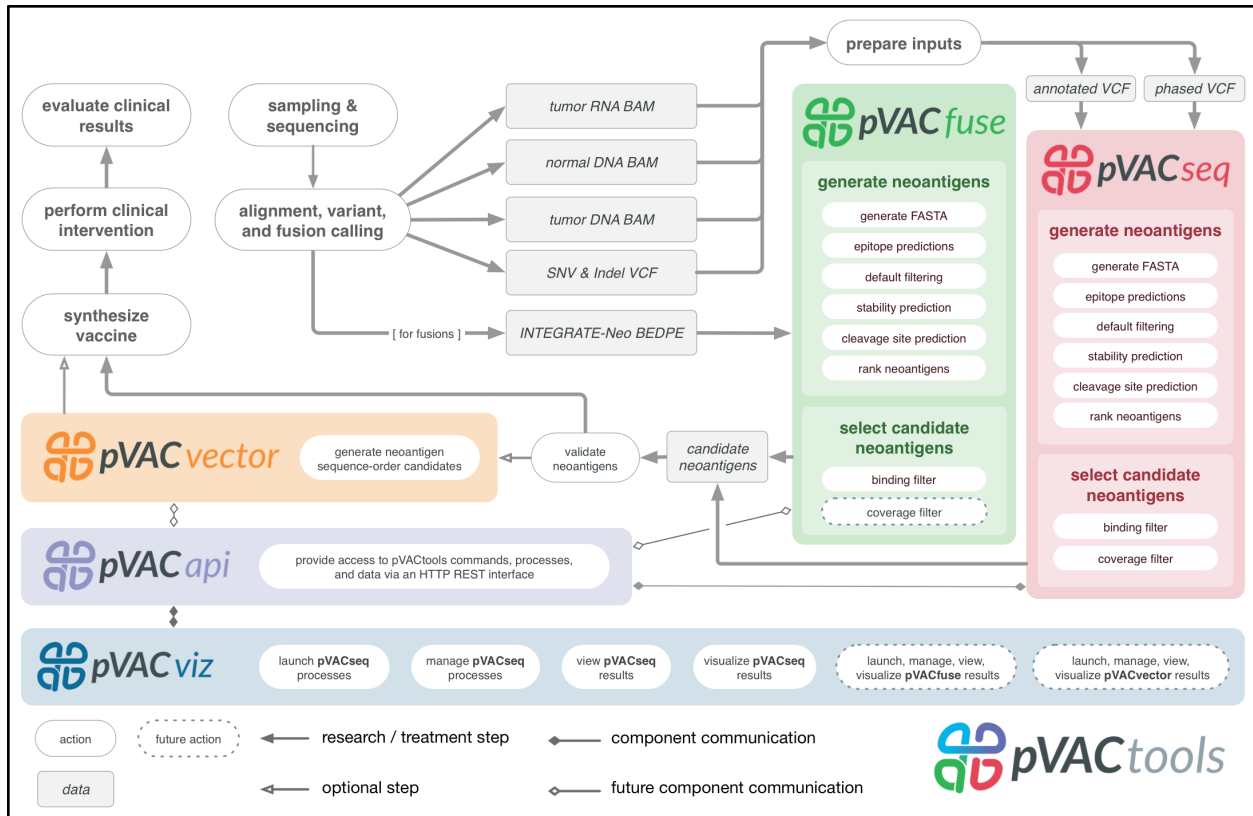 prepare inputs
evaluate clinical
results
sampling &
sequencing
tumor RNA BAM
annotated VCF
phased VCF
pVACfuse
normal DNA BAM
pVACseq
perform clinical
intervention
alignment, variant,
and fusion calling
tumor DNA BAM
SNV & Indel VCF
synthesize
vaccine
[ for fusions ]
INTEGRATE-Neo BEDPE
generate neoantigens
generate FASTA
epitope predictions
default filtering
stability prediction
cleavage site prediction
rank neoantigens
select candidate
neoantigens
binding filter
coverage filter
generate neoantigens
generate FASTA
epitope predictions
default filtering
stability prediction
cleavage site prediction
rank neoantigens
select candidate
neoantigens
binding filter
coverage filter
pVACvector
generate neoantigen
sequence-order candidates
validate
neoantigens
candidate
neoantigens
pVACapi
provide access to pVACtools commands, processes,
and data via an HTTP REST interface
pVACviz
launch pVACseq
processes
manage pVACseq
processes
view pVACseq
results
visualize pVACseq
results
launch, manage, view,
visualize pVACfuse results
launch, manage, view,
visualize pVACvector results
action
future action
research / treatment step
component communication
data
optional step
future component communication
pVACtools